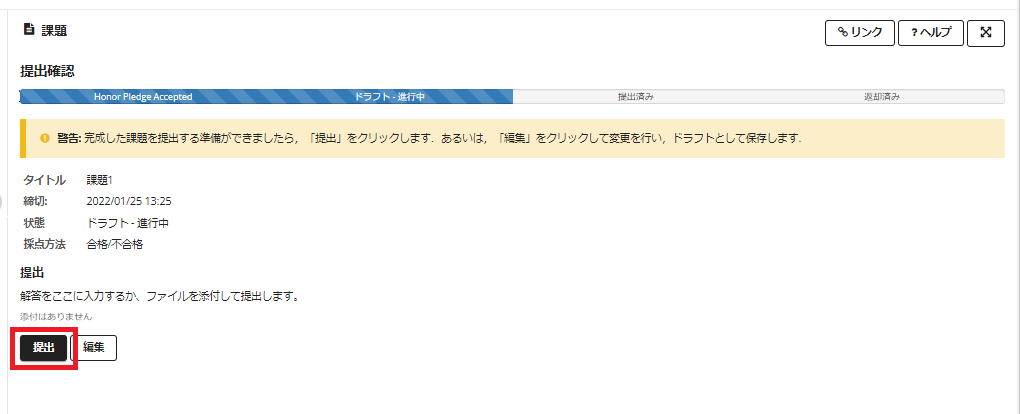 課題
リンク
? ヘルプ
提出確認
Honor Pledge Accepted
ドラフト - 進行中
提出済み
返却済み
警告: 完成した課題を提出する準備ができましたら，「提出」をクリックします．あるいは，「編集」をクリックして変更を行い，ドラフトとして保存します．
タイトル 課題1
締切: 2022/01/25 13:25
状態 ドラフト - 進行中
採点方法 合格/不合格
提出
解答をここに入力するか、ファイルを添付して提出します。
添付はありません
提出 編集